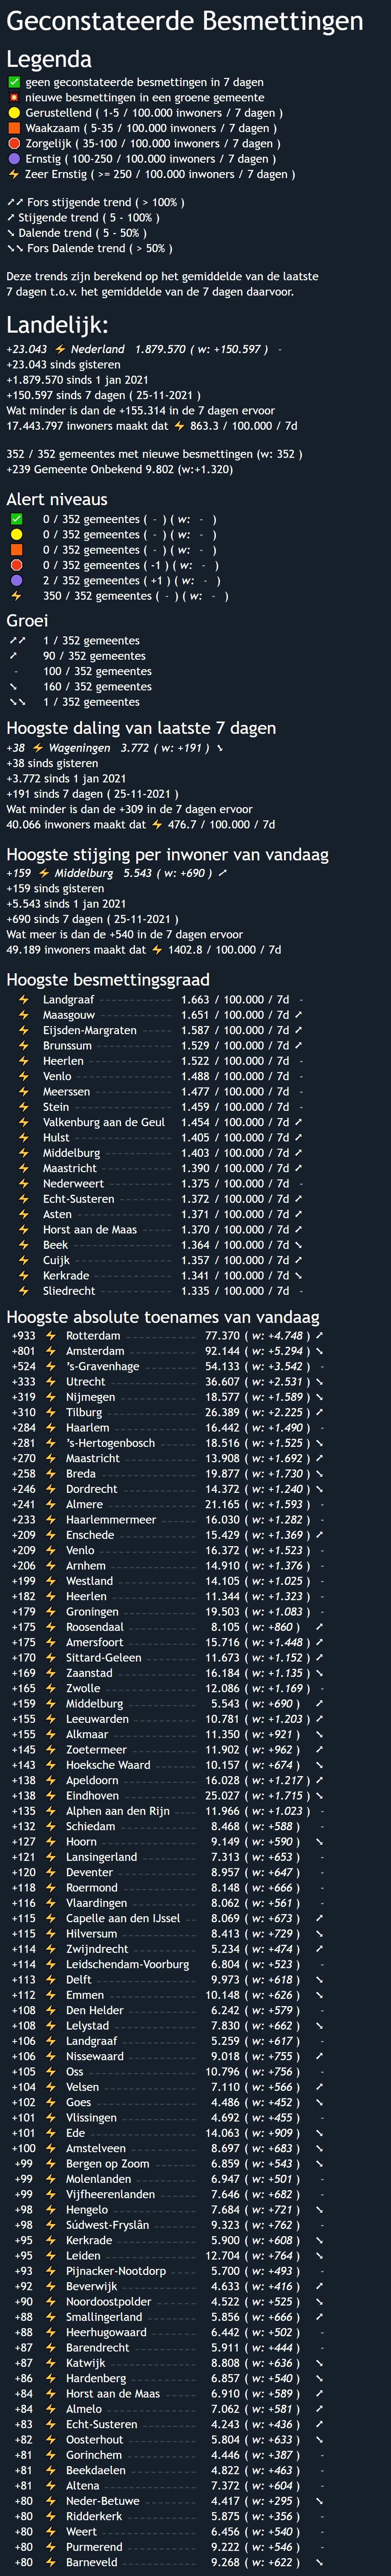 Geconstateerde Besmettingen
Legenda
✅ geen geconstateerde besmettingen in 7 dagen
💥 nieuwe besmettingen in een groene gemeente
🟡 Gerustellend ( 1-5 / 100.000 inwoners / 7 dagen )
🟧 Waakzaam ( 5-35 / 100.000 inwoners / 7 dagen )
🔴 Zorgelijk ( 35-100 / 100.000 inwoners / 7 dagen )
🟣 Ernstig ( 100-250 / 100.000 inwoners / 7 dagen )
⚡ Zeer Ernstig ( >= 250 / 100.000 inwoners / 7 dagen )
➚➚ Fors stijgende trend ( > 100% )
➚ Stijgende trend ( 5 - 100% )
➘ Dalende trend ( 5 - 50% )
➘➘ Fors Dalende trend ( > 50% )
Deze trends zijn berekend op het gemiddelde van de laatste
7 dagen t.o.v. het gemiddelde van de 7 dagen daarvoor.
Landelijk:
+23.043 ⚡ Nederland 1.879.570 ( w: +150.597 ) -
+23.043 sinds gisteren
+1.879.570 sinds 1 jan 2021
+150.597 sinds 7 dagen ( 25-11-2021 )
Wat minder is dan de +155.314 in de 7 dagen ervoor
17.443.797 inwoners maakt dat ⚡ 863.3 / 100.000 / 7d
352 / 352 gemeentes met nieuwe besmettingen (w: 352 )
+239 Gemeente Onbekend 9.802 (w:+1.320)
Alert niveaus
✅ 0 / 352 gemeentes ( - ) ( w: - )
🟡 0 / 352 gemeentes ( - ) ( w: - )
🟧 0 / 352 gemeentes ( - ) ( w: - )
🔴 0 / 352 gemeentes ( -1 ) ( w: - )
🟣 2 / 352 gemeentes ( +1 ) ( w: - )
⚡ 350 / 352 gemeentes ( - ) ( w: - )
Groei
➚➚ 1 / 352 gemeentes
➚ 90 / 352 gemeentes
- 100 / 352 gemeentes
➘ 160 / 352 gemeentes
➘➘ 1 / 352 gemeentes
Hoogste daling van laatste 7 dagen
+38 ⚡ Wageningen 3.772 ( w: +191 ) ➘
+38 sinds gisteren
+3.772 sinds 1 jan 2021
+191 sinds 7 dagen ( 25-11-2021 )
Wat minder is dan de +309 in de 7 dagen ervoor
40.066 inwoners maakt dat ⚡ 476.7 / 100.000 / 7d
Hoogste stijging per inwoner van vandaag
+159 ⚡ Middelburg 5.543 ( w: +690 ) ➚
+159 sinds gisteren
+5.543 sinds 1 jan 2021
+690 sinds 7 dagen ( 25-11-2021 )
Wat meer is dan de +540 in de 7 dagen ervoor
49.189 inwoners maakt dat ⚡ 1402.8 / 100.000 / 7d
Hoogste besmettingsgraad
⚡ Landgraaf 1.663 / 100.000 / 7d -
⚡ Maasgouw 1.651 / 100.000 / 7d ➚
⚡ Eijsden-Margraten 1.587 / 100.000 / 7d ➚
⚡ Brunssum 1.529 / 100.000 / 7d ➚
⚡ Heerlen 1.522 / 100.000 / 7d -
⚡ Venlo 1.488 / 100.000 / 7d -
⚡ Meerssen 1.477 / 100.000 / 7d -
⚡ Stein 1.459 / 100.000 / 7d -
⚡ Valkenburg aan de Geul 1.454 / 100.000 / 7d ➚
⚡ Hulst 1.405 / 100.000 / 7d ➚
⚡ Middelburg 1.403 / 100.000 / 7d ➚
⚡ Maastricht 1.390 / 100.000 / 7d ➚
⚡ Nederweert 1.375 / 100.000 / 7d -
⚡ Echt-Susteren 1.372 / 100.000 / 7d ➚
⚡ Asten 1.371 / 100.000 / 7d ➚
⚡ Horst aan de Maas 1.370 / 100.000 / 7d ➚
⚡ Beek 1.364 / 100.000 / 7d ➘
⚡ Cuijk 1.357 / 100.000 / 7d ➚
⚡ Kerkrade 1.341 / 100.000 / 7d ➘
⚡ Sliedrecht 1.335 / 100.000 / 7d -
Hoogste absolute toenames van vandaag
+933 ⚡ Rotterdam 77.370 ( w: +4.748 ) ➚
+801 ⚡ Amsterdam 92.144 ( w: +5.294 ) ➘
+524 ⚡ 's-Gravenhage 54.133 ( w: +3.542 ) -
+333 ⚡ Utrecht 36.607 ( w: +2.531 ) ➘
+319 ⚡ Nijmegen 18.577 ( w: +1.589 ) ➘
+310 ⚡ Tilburg 26.389 ( w: +2.225 ) ➚
+284 ⚡ Haarlem 16.442 ( w: +1.490 ) -
+281 ⚡ 's-Hertogenbosch 18.516 ( w: +1.525 ) ➘
+270 ⚡ Maastricht 13.908 ( w: +1.692 ) ➚
+258 ⚡ Breda 19.877 ( w: +1.730 ) ➘
+246 ⚡ Dordrecht 14.372 ( w: +1.240 ) ➘
+241 ⚡ Almere 21.165 ( w: +1.593 ) -
+233 ⚡ Haarlemmermeer 16.030 ( w: +1.282 ) -
+209 ⚡ Enschede 15.429 ( w: +1.369 ) ➚
+209 ⚡ Venlo 16.372 ( w: +1.523 ) -
+206 ⚡ Arnhem 14.910 ( w: +1.376 ) -
+199 ⚡ Westland 14.105 ( w: +1.025 ) -
+182 ⚡ Heerlen 11.344 ( w: +1.323 ) -
+179 ⚡ Groningen 19.503 ( w: +1.083 ) -
+175 ⚡ Roosendaal 8.105 ( w: +860 ) ➚
+175 ⚡ Amersfoort 15.716 ( w: +1.448 ) ➚
+170 ⚡ Sittard-Geleen 11.673 ( w: +1.152 ) ➚
+169 ⚡ Zaanstad 16.184 ( w: +1.135 ) ➘
+165 ⚡ Zwolle 12.086 ( w: +1.169 ) -
+159 ⚡ Middelburg 5.543 ( w: +690 ) ➚
+155 ⚡ Leeuwarden 10.781 ( w: +1.203 ) ➚
+155 ⚡ Alkmaar 11.350 ( w: +921 ) ➘
+145 ⚡ Zoetermeer 11.902 ( w: +962 ) ➚
+143 ⚡ Hoeksche Waard 10.157 ( w: +674 ) ➘
+138 ⚡ Apeldoorn 16.028 ( w: +1.217 ) ➚
+138 ⚡ Eindhoven 25.027 ( w: +1.715 ) ➘
+135 ⚡ Alphen aan den Rijn 11.966 ( w: +1.023 ) -
+132 ⚡ Schiedam 8.468 ( w: +588 ) -
+127 ⚡ Hoorn 9.149 ( w: +590 ) ➘
+121 ⚡ Lansingerland 7.313 ( w: +653 ) -
+120 ⚡ Deventer 8.957 ( w: +647 ) -
+118 ⚡ Roermond 8.148 ( w: +666 ) -
+116 ⚡ Vlaardingen 8.062 ( w: +561 ) -
+115 ⚡ Capelle aan den IJssel 8.069 ( w: +673 ) ➚
+115 ⚡ Hilversum 8.413 ( w: +729 ) ➘
+114 ⚡ Zwijndrecht 5.234 ( w: +474 ) ➚
+114 ⚡ Leidschendam-Voorburg 6.804 ( w: +523 ) -
+113 ⚡ Delft 9.973 ( w: +618 ) ➘
+112 ⚡ Emmen 10.148 ( w: +626 ) ➘
+108 ⚡ Den Helder 6.242 ( w: +579 ) -
+108 ⚡ Lelystad 7.830 ( w: +662 ) ➘
+106 ⚡ Landgraaf 5.259 ( w: +617 ) -
+106 ⚡ Nissewaard 9.018 ( w: +755 ) ➚
+105 ⚡ Oss 10.796 ( w: +756 ) -
+104 ⚡ Velsen 7.110 ( w: +566 ) ➚
+102 ⚡ Goes 4.486 ( w: +452 ) ➘
+101 ⚡ Vlissingen 4.692 ( w: +455 ) -
+101 ⚡ Ede 14.063 ( w: +909 ) ➘
+100 ⚡ Amstelveen 8.697 ( w: +683 ) ➘
+99 ⚡ Bergen op Zoom 6.859 ( w: +543 ) ➘
+99 ⚡ Molenlanden 6.947 ( w: +501 ) -
+99 ⚡ Vijfheerenlanden 7.646 ( w: +682 ) -
+98 ⚡ Hengelo 7.684 ( w: +721 ) ➘
+98 ⚡ Súdwest-Fryslân 9.323 ( w: +762 ) -
+95 ⚡ Kerkrade 5.900 ( w: +608 ) ➘
+95 ⚡ Leiden 12.704 ( w: +764 ) ➘
+93 ⚡ Pijnacker-Nootdorp 5.700 ( w: +493 ) -
+92 ⚡ Beverwijk 4.633 ( w: +416 ) ➚
+90 ⚡ Noordoostpolder 4.522 ( w: +525 ) ➘
+88 ⚡ Smallingerland 5.856 ( w: +666 ) ➚
+88 ⚡ Heerhugowaard 6.442 ( w: +502 ) -
+87 ⚡ Barendrecht 5.911 ( w: +444 ) -
+87 ⚡ Katwijk 8.808 ( w: +636 ) ➘
+86 ⚡ Hardenberg 6.857 ( w: +540 ) ➘
+84 ⚡ Horst aan de Maas 6.910 ( w: +589 ) ➚
+84 ⚡ Almelo 7.062 ( w: +581 ) ➚
+83 ⚡ Echt-Susteren 4.243 ( w: +436 ) ➚
+82 ⚡ Oosterhout 5.804 ( w: +633 ) ➘
+81 ⚡ Gorinchem 4.446 ( w: +387 ) -
+81 ⚡ Beekdaelen 4.822 ( w: +463 ) -
+81 ⚡ Altena 7.372 ( w: +604 ) -
+80 ⚡ Neder-Betuwe 4.417 ( w: +295 ) ➘
+80 ⚡ Ridderkerk 5.875 ( w: +356 ) -
+80 ⚡ Weert 6.456 ( w: +540 ) -
+80 ⚡ Purmerend 9.222 ( w: +546 ) -
+80 ⚡ Barneveld 9.268 ( w: +622 ) ➘